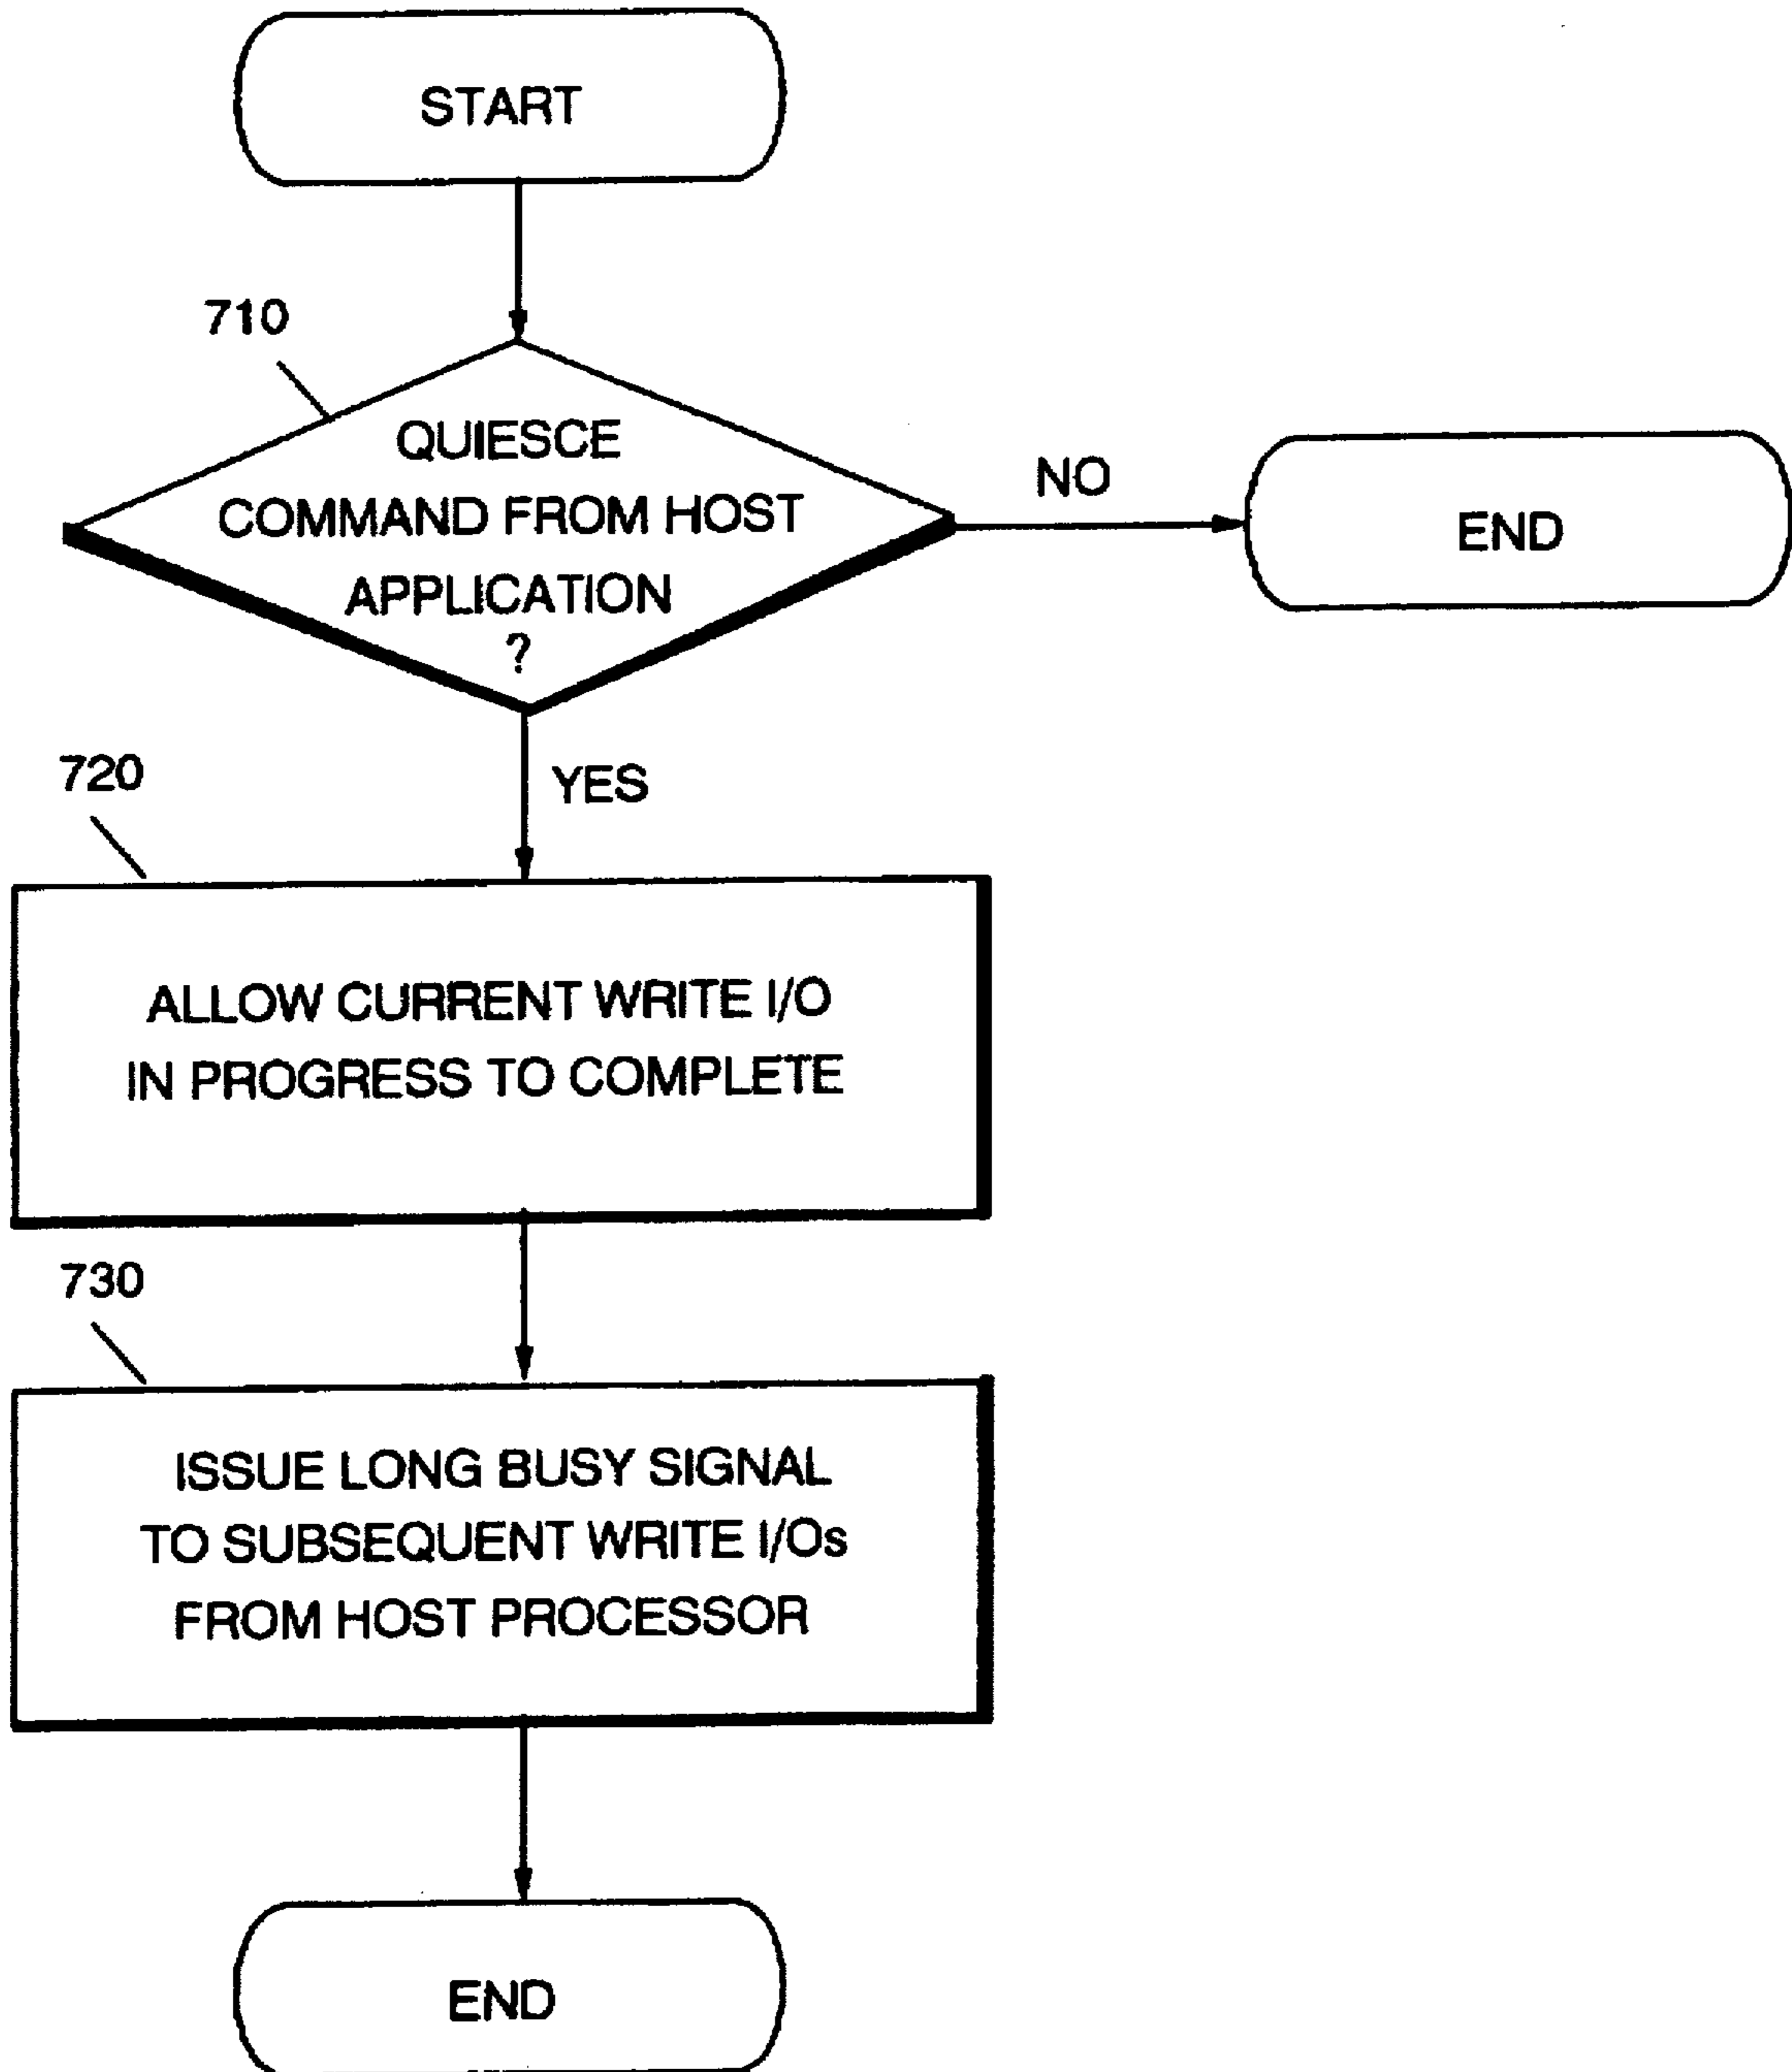 START
710
QUIESCE
COMMAND FROM HOST
APPLICATION
?
NO
END
720
YES
ALLOW CURRENT WRITE I/O
IN PROGRESS TO COMPLETE
730
ISSUE LONG BUSY SIGNAL
TO SUBSEQUENT WRITE I/Os
FROM HOST PROCESSOR
END